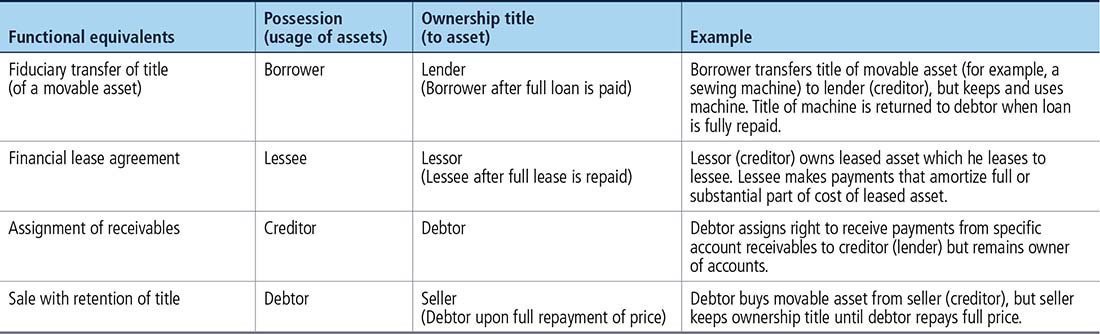 Functional equivalents
Possession
(usage of assets)
Ownership title
(to asset)
Example
Fiduciary transfer of title
(of a movable asset)
Borrower
Lender
(Borrower after full loan is paid)
Borrower transfers title of movable asset (for example, a
sewing machine) to lender (creditor), but keeps and uses
machine. Title of machine is returned to debtor when loan
is fully repaid.
Financial lease agreement
Lessee
Lessor
(Lessee after full lease is repaid)
Lessor (creditor) owns leased asset which he leases to
lessee. Lessee makes payments that amortize full or
substantial part of cost of leased asset.
Assignment of receivables
Creditor
Debtor
Debtor assigns right to receive payments from specific
account receivables to creditor (lender) but remains owner
of accounts.
Sale with retention of title
Debtor
Seller
(Debtor upon full repayment of price)
Debtor buys movable asset from seller (creditor), but seller
keeps ownership title until debtor repays full price.